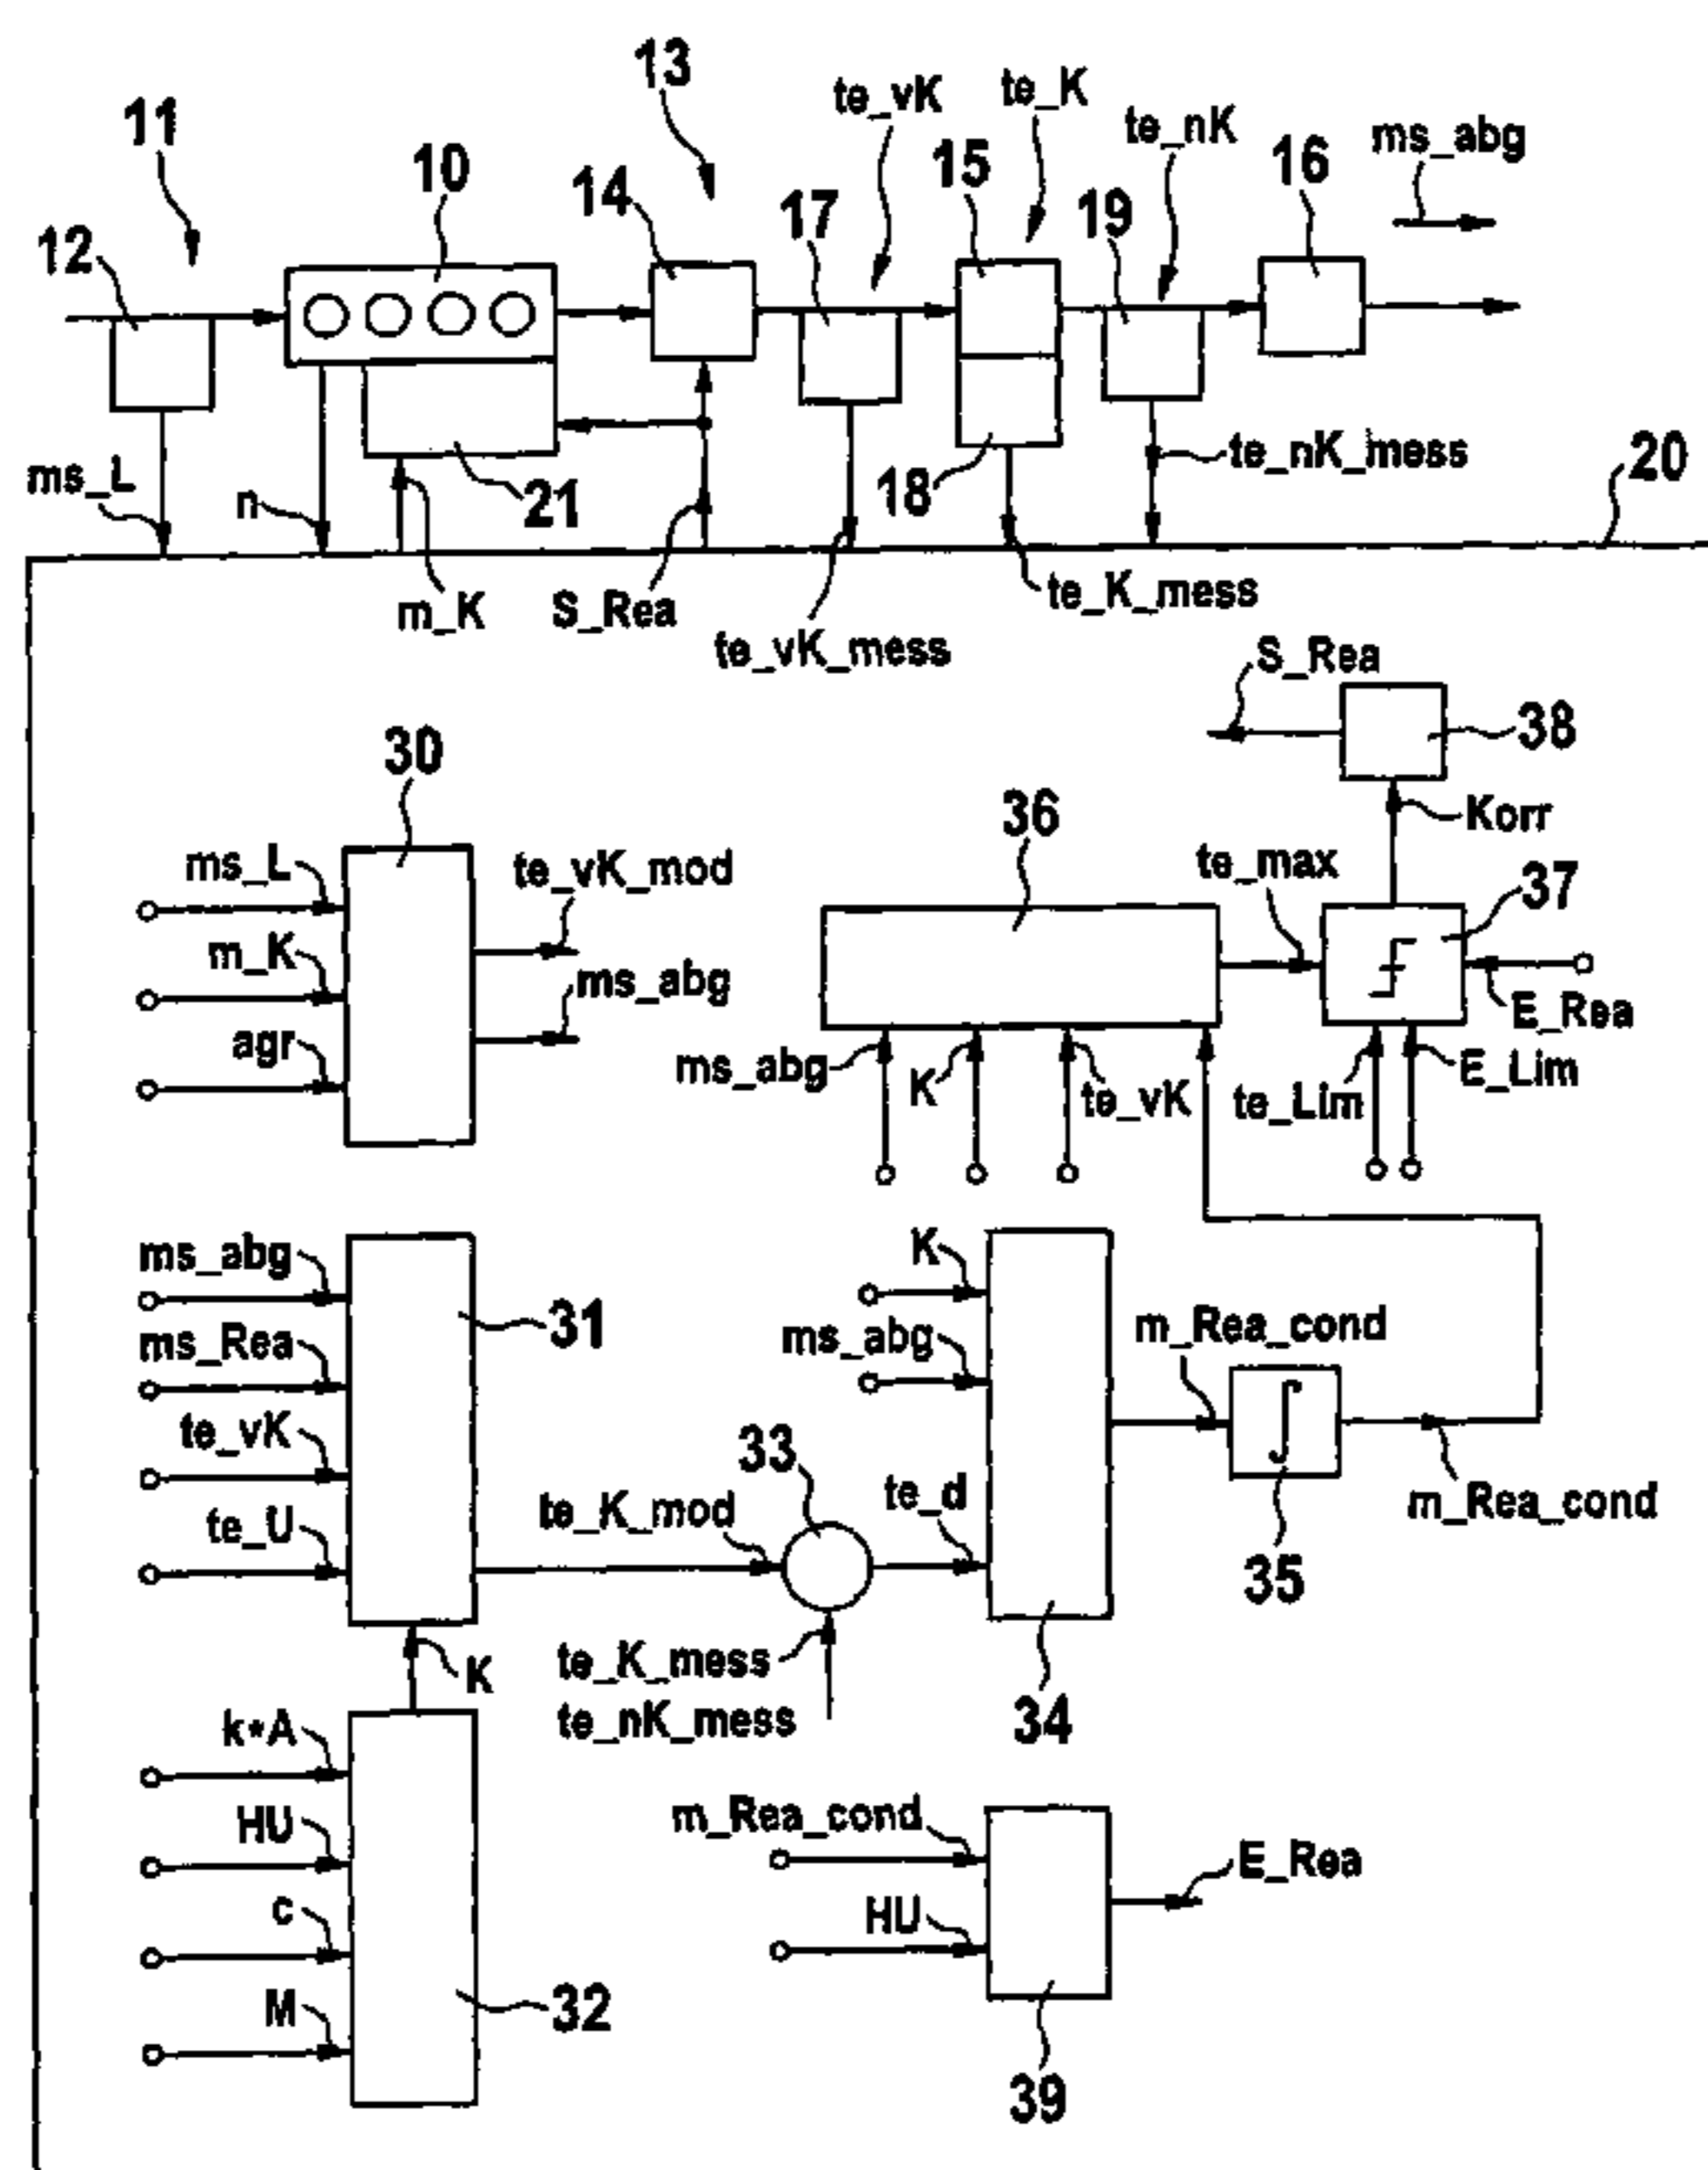 13
te_vK
te_K
te_nK
11
10
14
17
15
19
16
ms_abg
12
ms_L
n
21
18
te_nK_mess
20
m_K
S_Rea
te_vK_mess
te_K_mess
S_Rea
38
Korr
30
36
te_max
37
ms_L
te_vK_mod
m_K
ms_abg
agr
E_Rea
ms_abg
K
te_vK
te_Lim
E_Lim
ms_abg
31
K
ms_Rea
ms_abg
m_Rea_cond
te_vK
33
te_U
te_K_mod
te_d
m_Rea_cond
35
te_K_mess
te_nK_mess
K
34
k*A
HU
m_Rea_cond
E_Rea
c
HU
M
32
39